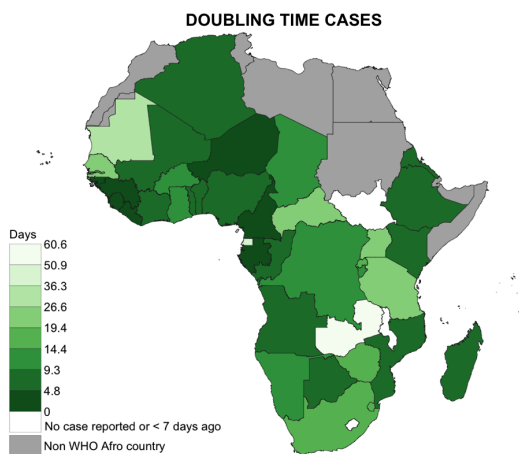 DOUBLING TIME CASES
Days
60.6
50.9
36.3
26.6
19.4
14.4
9.3
4.8
0
No case reported or < 7 days ago
Non WHO Afro country